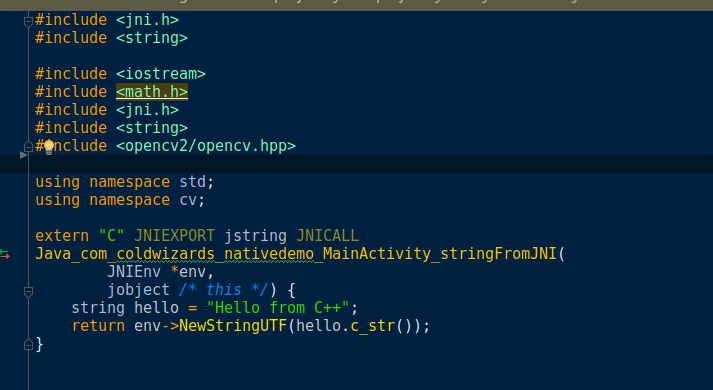 #include <jni.h>
#include <string>
#include <iostream>
#include <math.h>
#include <jni.h>
#include <string>
#include <opencv2/opencv.hpp>
using namespace std;
using namespace cv;
extern "C" JNIEXPORT jstring JNICALL
Java_com_coldwizards_nativedemo_MainActivity_stringFromJNI(
JNIEnv *env,
jobject /* this */) {
string hello = "Hello from C++";
return env->NewStringUTF(hello.c_str());
}